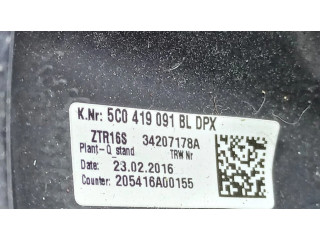 K.Nr: 5C0 419 091 BL DPX
ZTR16S 34207178A
Plant-Q_stand TRW Nr
Date: 23.02.2016
Counter: 205416A00155